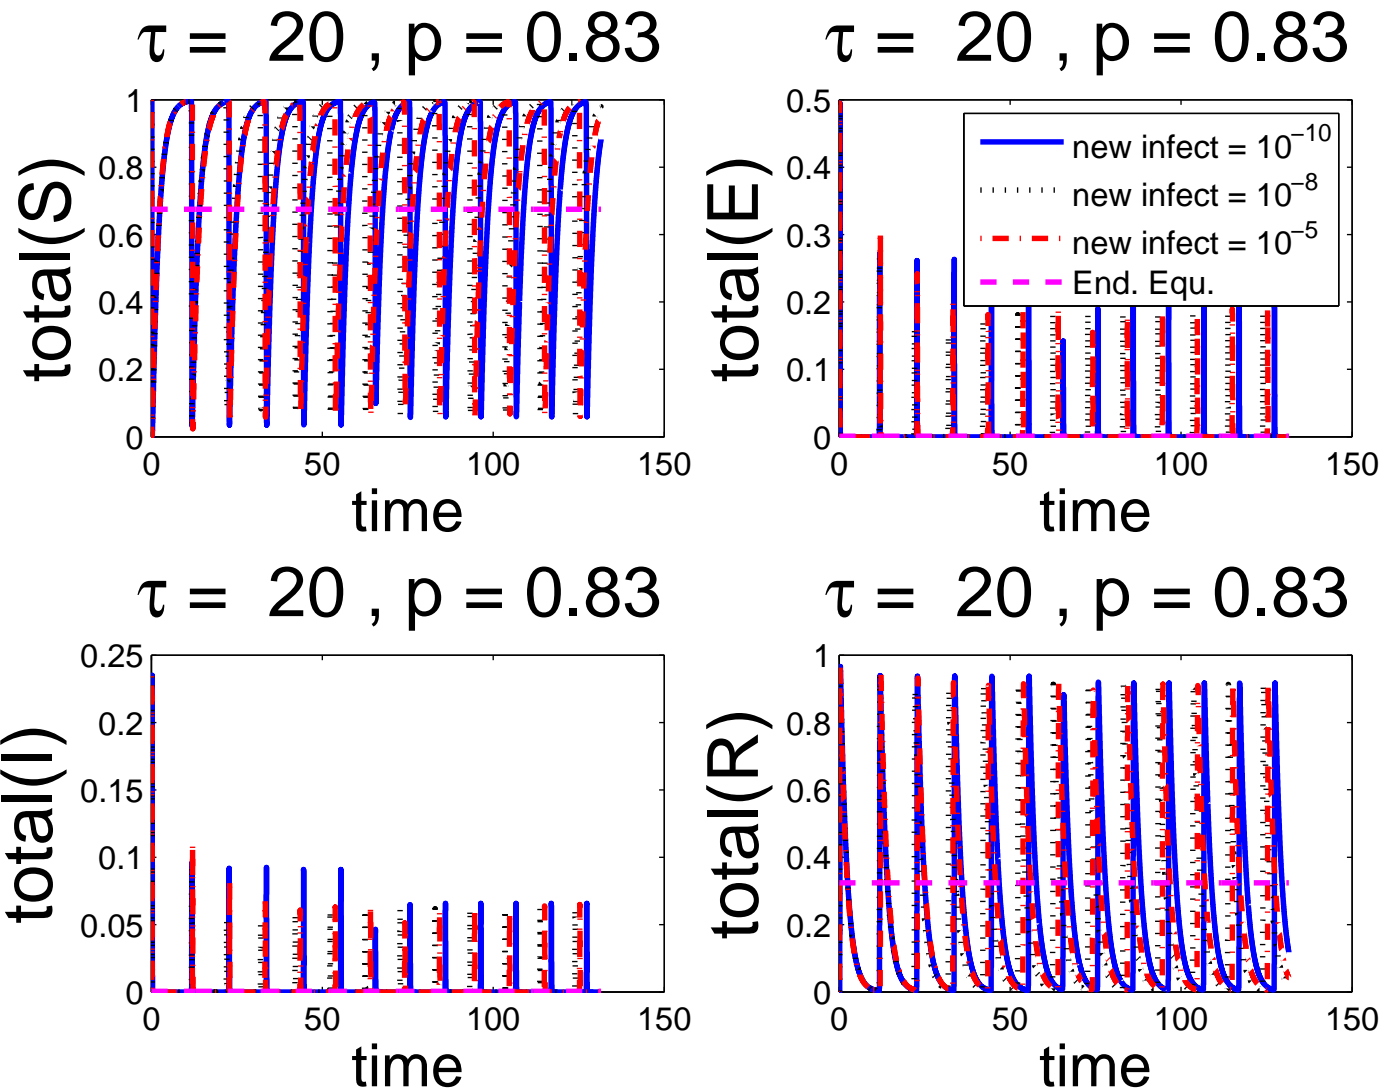 τ = 20 , p = 0.83
total(S)
1
0.8
0.6
0.4
0.2
0
0 50 100 150
time
τ = 20 , p = 0.83
total(E)
0.5
0.4
0.3
0.2
0.1
0
new infect = 10⁻¹⁰
new infect = 10⁻⁸
new infect = 10⁻⁵
End. Equ.
0 50 100 150
time
τ = 20 , p = 0.83
total(I)
0.25
0.2
0.15
0.1
0.05
0
0 50 100 150
time
τ = 20 , p = 0.83
total(R)
1
0.8
0.6
0.4
0.2
0
0 50 100 150
time